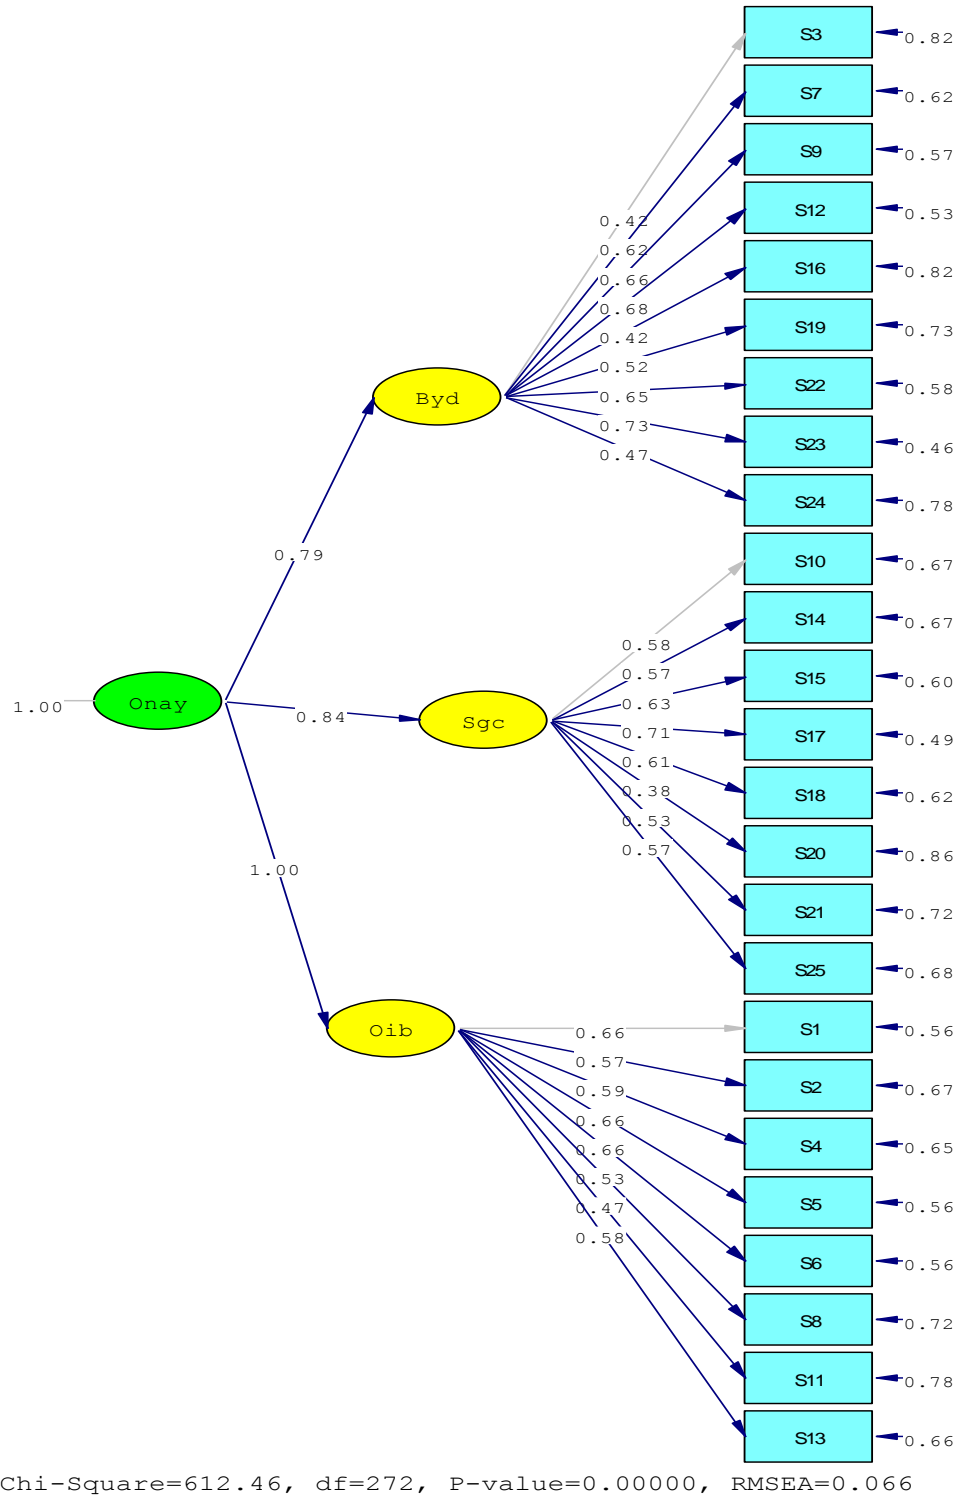 S3
0.82
S7
0.62
S9
0.57
S12
0.53
S16
0.82
S19
0.73
S22
0.58
S23
0.46
S24
0.78
0.42
0.62
0.66
0.68
0.42
0.52
0.65
0.73
0.47
Byd
0.79
S10
0.67
S14
0.67
S15
0.60
S17
0.49
S18
0.62
S20
0.86
S21
0.72
S25
0.68
0.58
0.57
0.63
0.71
0.61
0.38
0.53
0.57
1.00
Onay
0.84
Sgc
1.00
Oib
0.66
0.57
0.59
0.66
0.66
0.53
0.47
0.58
S1
0.56
S2
0.67
S4
0.65
S5
0.56
S6
0.56
S8
0.72
S11
0.78
S13
0.66
Chi-Square=612.46, df=272, P-value=0.00000, RMSEA=0.066